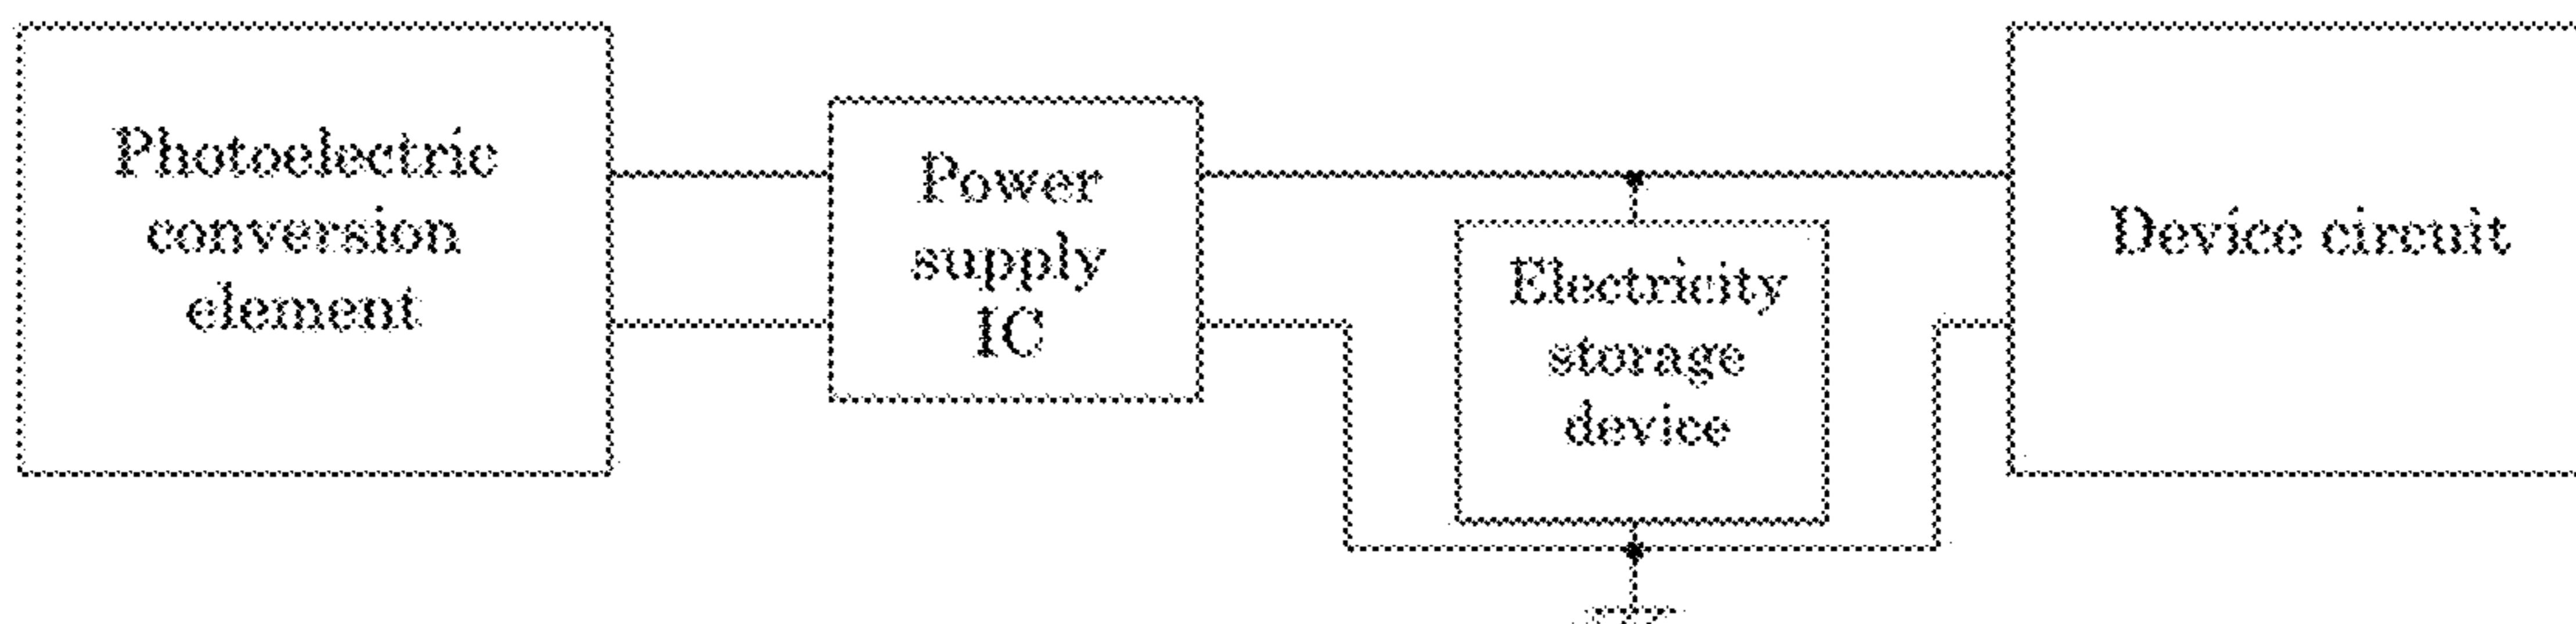 Photoelectric
conversion
element
Power
supply
IC
Electricity
storage
device
Device circuit